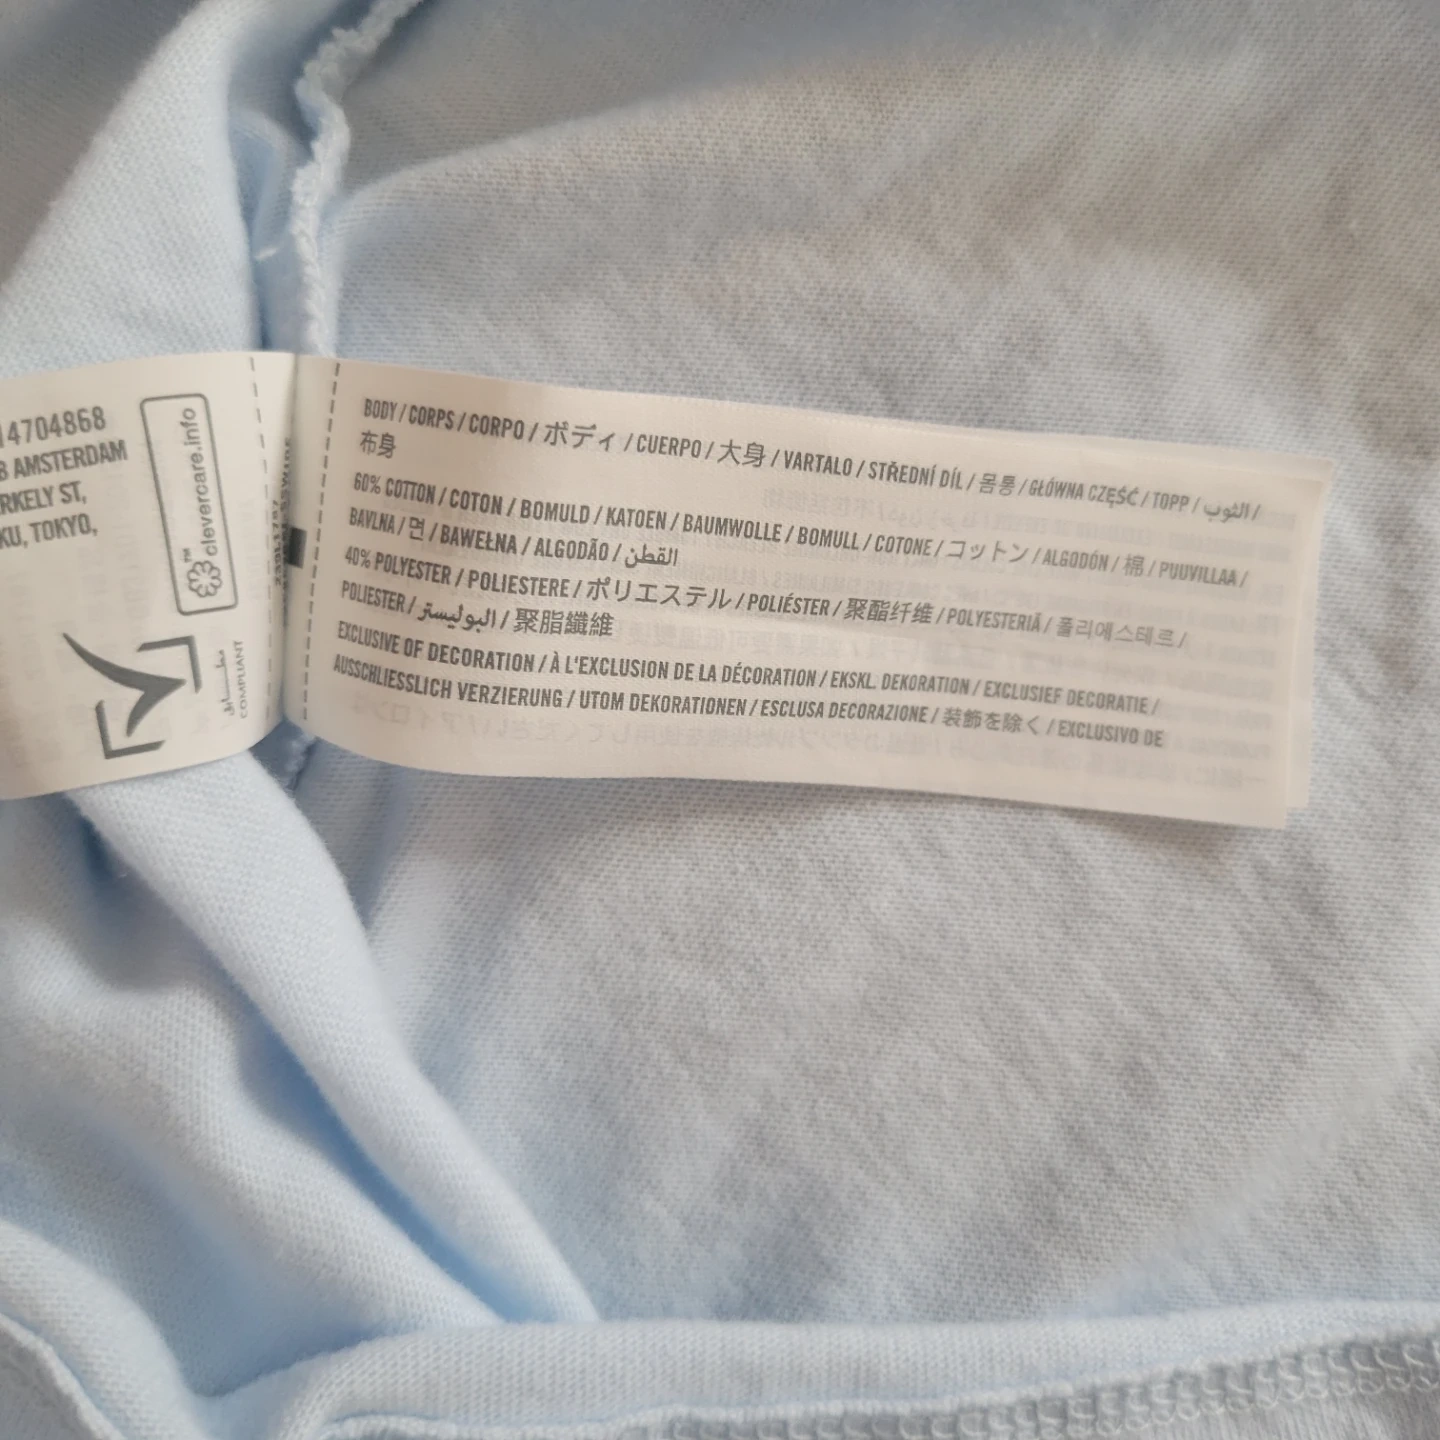 14704868
B AMSTERDAM
RKELY ST,
KU, TOKYO,
clevercare.info
TM
COMPLIANT
BODY / CORPS / CORPO / ボディ / CUERPO / 大身 / VARTALO / STŘEDNÍ DÍL / 몸통 / GŁÓWNA CZĘŚĆ / TOPP / الثوب /
布身
60% COTTON / COTON / BOMULD / KATOEN / BAUMWOLLE / BOMULL / COTONE / コットン / ALGODÓN / 棉 / PUUVILLAA /
BAVLNA / 면 / BAWEŁNA / ALGODÃO / القطن
40% POLYESTER / POLIESTERE / ポリエステル / POLIÉSTER / 聚酯纤维 / POLYESTERIÄ / 폴리에스테르 /
POLIESTER / البوليستر / 聚脂纖維
EXCLUSIVE OF DECORATION / À L'EXCLUSION DE LA DÉCORATION / EKSKL. DEKORATION / EXCLUSIEF DECORATIE /
AUSSCHLIESSLICH VERZIERUNG / UTOM DEKORATIONEN / ESCLUSA DECORAZIONE / 装飾を除く / EXCLUSIVO DE